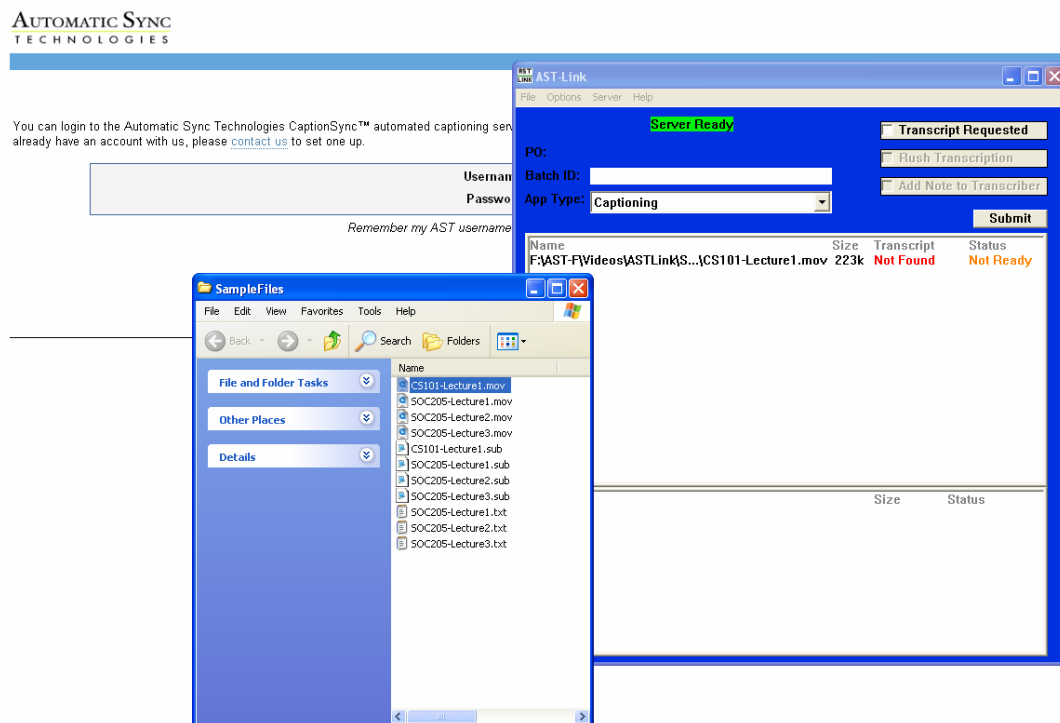 AUTOMATIC SYNC
TECHNOLOGIES
You can login to the Automatic Sync Technologies CaptionSync™ automated captioning serv
already have an account with us, please contact us to set one up.
Usernam
Passwo
Remember my AST username
AST LINK AST-Link
File Options Server Help
Server Ready
PO:
Batch ID:
App Type: Captioning
Transcript Requested
Rush Transcription
Add Note to Transcriber
Submit
Name Size Transcript Status
F:\AST-F\Videos\ASTLink\S...\CS101-Lecture1.mov 223k Not Found Not Ready
Size Status
SampleFiles
File Edit View Favorites Tools Help
Back Search Folders
File and Folder Tasks
Other Places
Details
Name
CS101-Lecture1.mov
SOC205-Lecture1.mov
SOC205-Lecture2.mov
SOC205-Lecture3.mov
CS101-Lecture1.sub
SOC205-Lecture1.sub
SOC205-Lecture2.sub
SOC205-Lecture3.sub
SOC205-Lecture1.txt
SOC205-Lecture2.txt
SOC205-Lecture3.txt